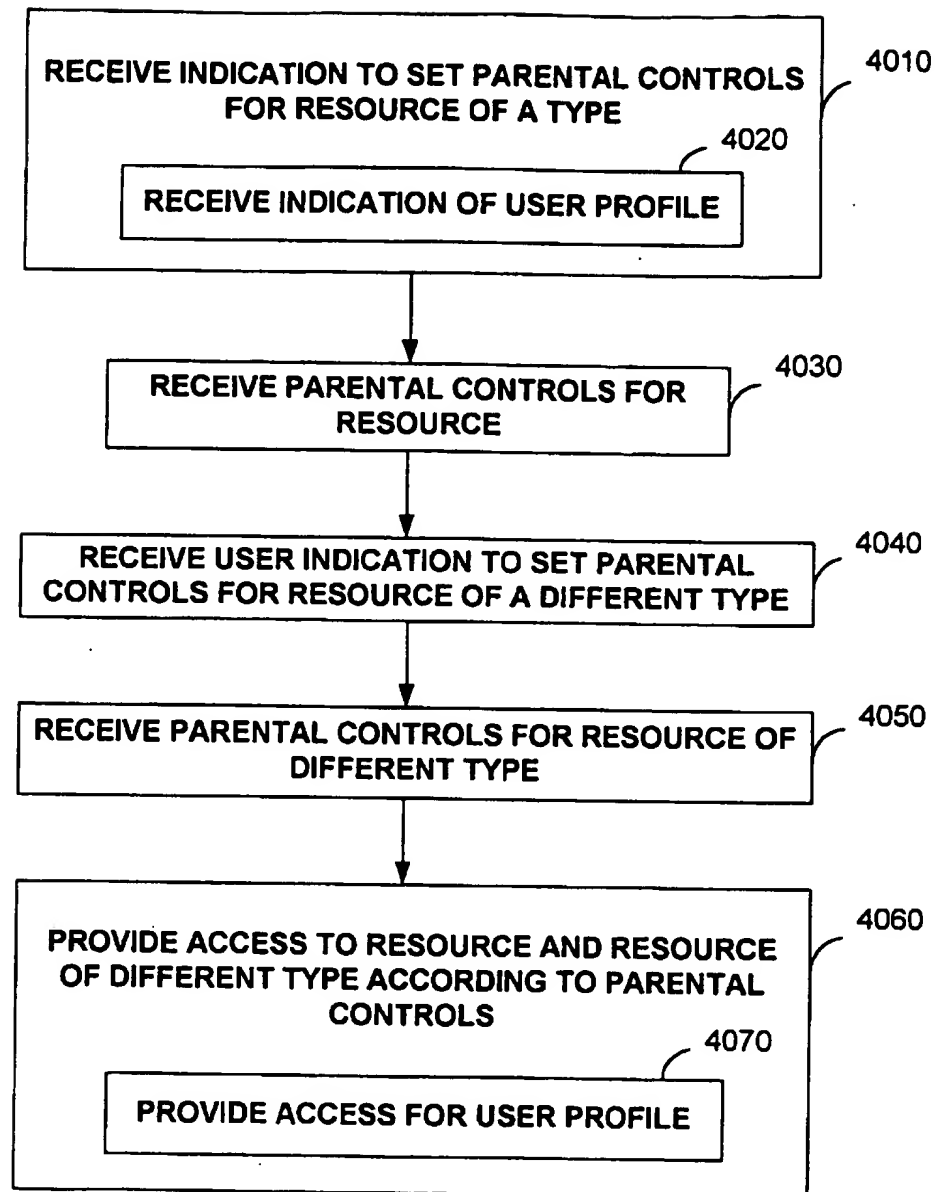 RECEIVE INDICATION TO SET PARENTAL CONTROLS
FOR RESOURCE OF A TYPE
4010
4020
RECEIVE INDICATION OF USER PROFILE
RECEIVE PARENTAL CONTROLS FOR
RESOURCE
4030
RECEIVE USER INDICATION TO SET PARENTAL
CONTROLS FOR RESOURCE OF A DIFFERENT TYPE
4040
RECEIVE PARENTAL CONTROLS FOR RESOURCE OF
DIFFERENT TYPE
4050
PROVIDE ACCESS TO RESOURCE AND RESOURCE
OF DIFFERENT TYPE ACCORDING TO PARENTAL
CONTROLS
4060
4070
PROVIDE ACCESS FOR USER PROFILE